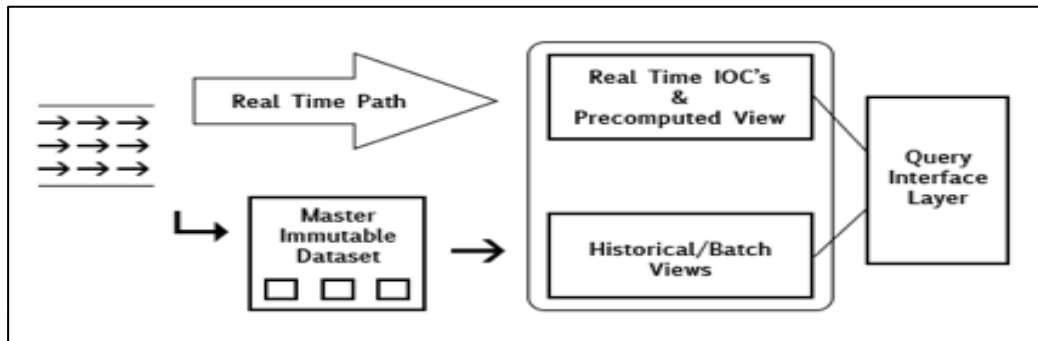 Real Time Path
Real Time IOC's
&
Precomputed View
Query
Interface
Layer
Master
Immutable
Dataset
Historical/Batch
Views